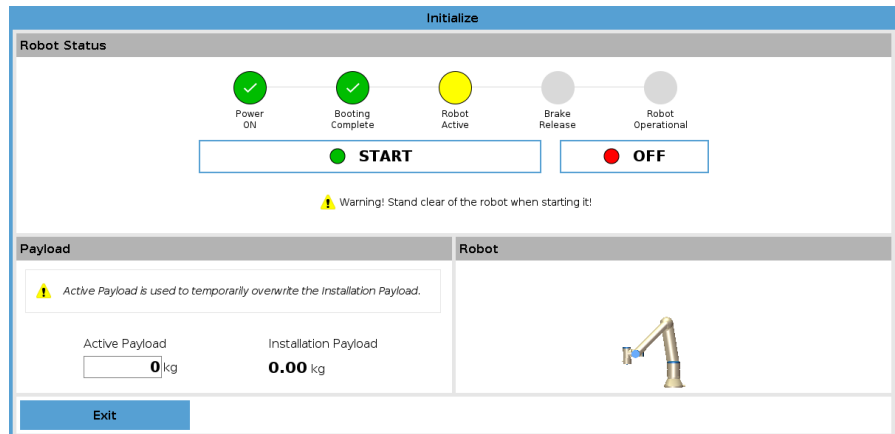 Initialize
Robot Status
Power
ON
Booting
Complete
Robot
Active
Brake
Release
Robot
Operational
START
OFF
Warning! Stand clear of the robot when starting it!
Payload
Robot
Active Payload is used to temporarily overwrite the Installation Payload.
Active Payload
Installation Payload
0 kg
0.00 kg
Exit